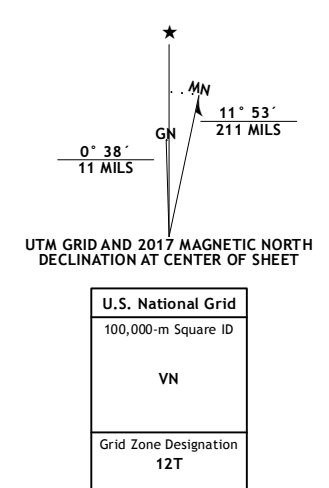 MN
GN
11° 53´
211 MILS
0° 38´
11 MILS
UTM GRID AND 2017 MAGNETIC NORTH
DECLINATION AT CENTER OF SHEET
U.S. National Grid
100,000-m Square ID
VN
Grid Zone Designation
12T